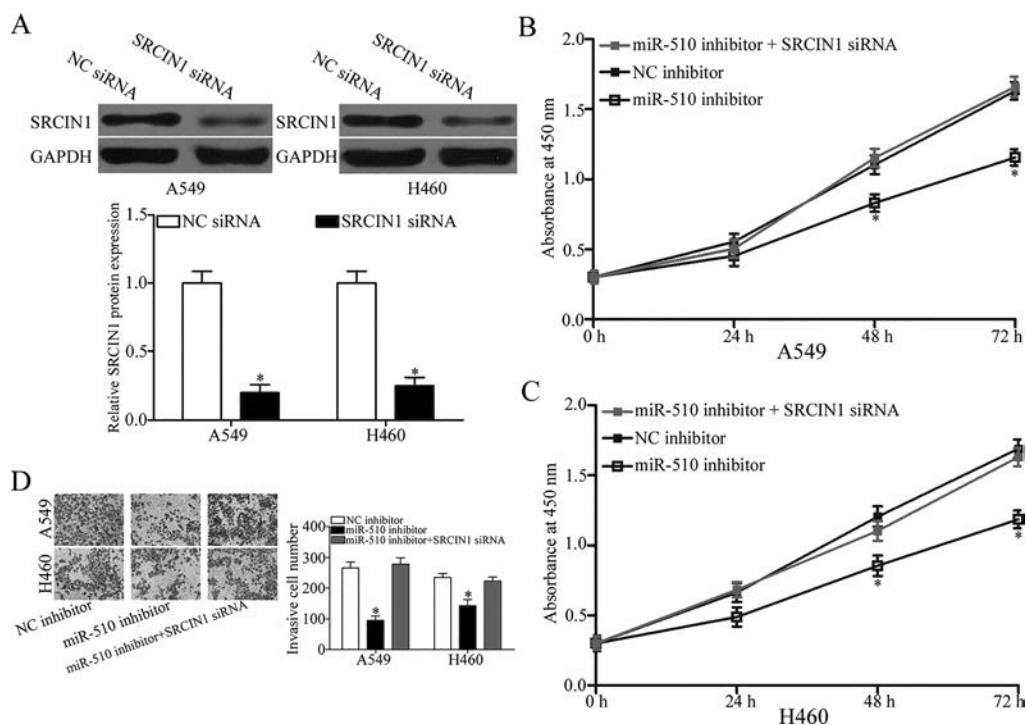 A
NC siRNA
SRCIN1 siRNA
NC siRNA
SRCIN1 siRNA
SRCIN1
SRCIN1
GAPDH
GAPDH
A549
H460
NC siRNA
SRCIN1 siRNA
Relative SRCIN1 protein expression
1.5
1.0
0.5
0.0
*
*
A549
H460
B
miR-510 inhibitor + SRCIN1 siRNA
NC inhibitor
miR-510 inhibitor
Absorbance at 450 nm
2.0
1.5
1.0
0.5
0.0
*
*
0 h
24 h
48 h
72 h
A549
C
miR-510 inhibitor + SRCIN1 siRNA
NC inhibitor
miR-510 inhibitor
Absorbance at 450 nm
2.0
1.5
1.0
0.5
0.0
*
*
0 h
24 h
48 h
72 h
H460
D
A549
H460
NC inhibitor
miR-510 inhibitor
miR-510 inhibitor+SRCIN1 siRNA
NC inhibitor
miR-510 inhibitor
miR-510 inhibitor+SRCIN1 siRNA
Invasive cell number
400
300
200
100
0
*
*
A549
H460